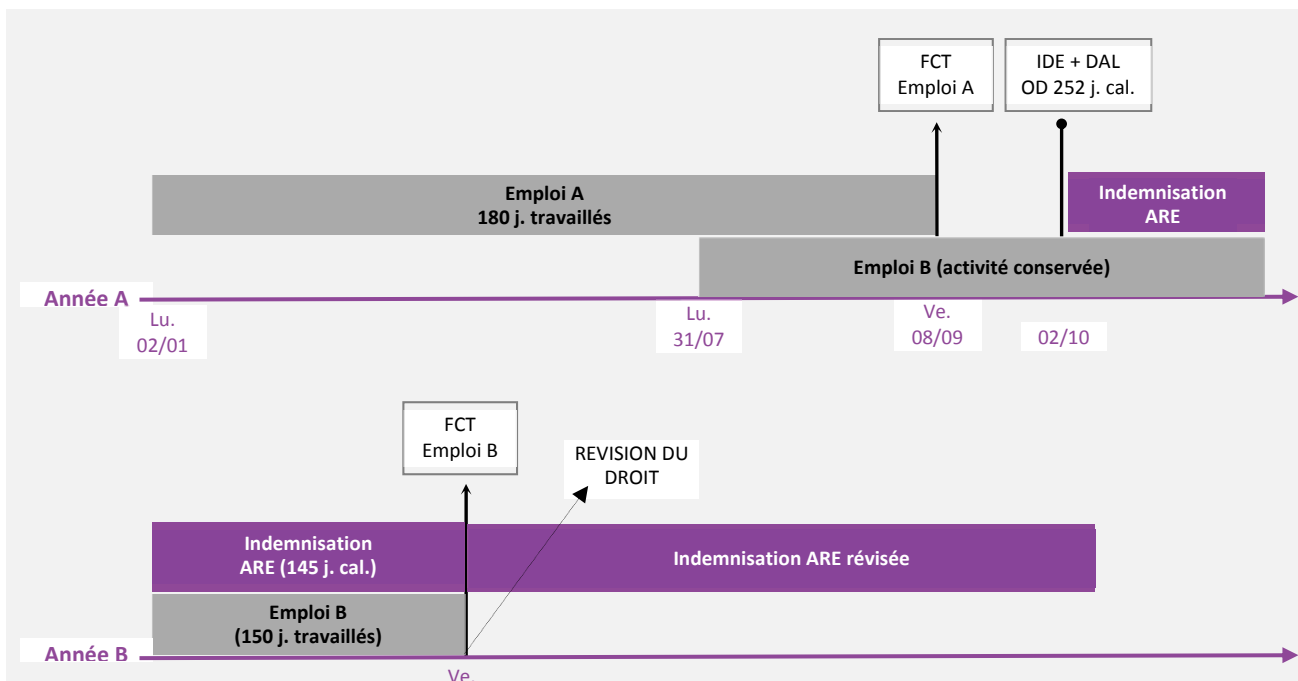 FCT
Emploi A
IDE + DAL
OD 252 j. cal.
Emploi A
180 j. travaillés
Indemnisation
ARE
Emploi B (activité conservée)
Année A
Lu.
02/01
Lu.
31/07
Ve.
08/09
02/10
FCT
Emploi B
REVISION DU
DROIT
Indemnisation
ARE (145 j. cal.)
Indemnisation ARE révisée
Emploi B
(150 j. travaillés)
Année B
Ve.